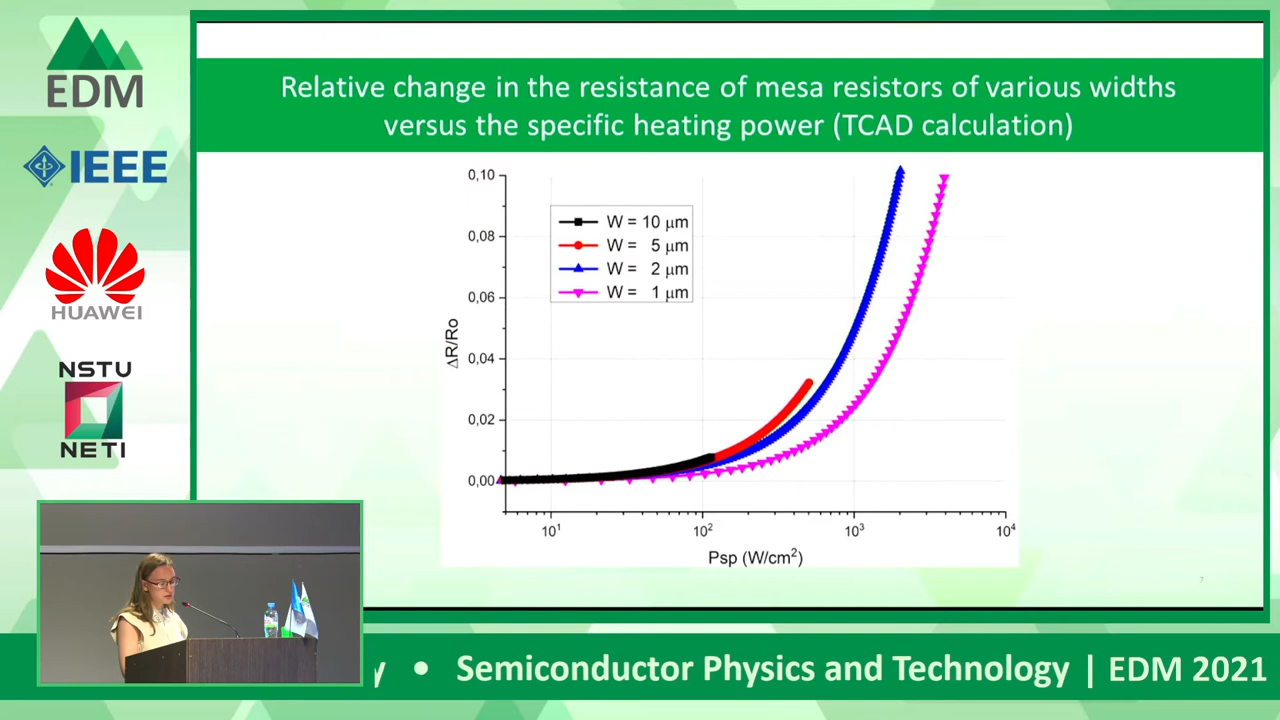 EDM
IEEE
HUAWEI
NSTU
NETI
Relative change in the resistance of mesa resistors of various widths
versus the specific heating power (TCAD calculation)
0,10
0,08
0,06
0,04
0,02
0,00
ΔR/Ro
W = 10 μm
W = 5 μm
W = 2 μm
W = 1 μm
10¹ 10² 10³ 10⁴
Psp (W/cm²)
7
y • Semiconductor Physics and Technology | EDM 2021